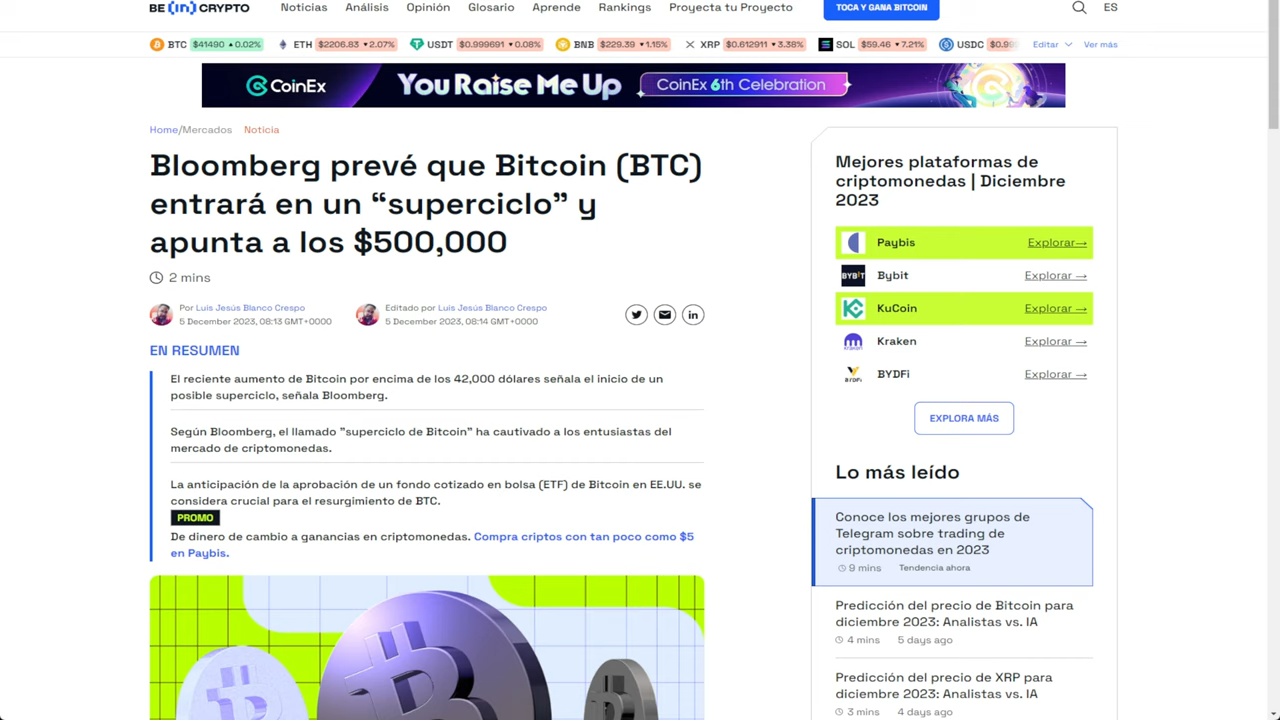 BE [IN] CRYPTO
Noticias Análisis Opinión Glosario Aprende Rankings Proyecta tu Proyecto
TOCA Y GANA BITCOIN
ES
BTC $41490 ▲0.02% ETH $2206.83 ▼2.07% USDT $0.999691 ▼0.08% BNB $229.39 ▼1.15% XRP $0.612911 ▼3.38% SOL $59.46 ▼7.21% USDC Editar Ver más
CoinEx You Raise Me Up CoinEx 6th Celebration
Home/Mercados Noticia
Bloomberg prevé que Bitcoin (BTC)
entrará en un “superciclo” y
apunta a los $500,000
2 mins
Por Luis Jesús Blanco Crespo
5 December 2023, 08:13 GMT+0000
Editado por Luis Jesús Blanco Crespo
5 December 2023, 08:14 GMT+0000
EN RESUMEN
El reciente aumento de Bitcoin por encima de los 42,000 dólares señala el inicio de un
posible superciclo, señala Bloomberg.
Según Bloomberg, el llamado "superciclo de Bitcoin" ha cautivado a los entusiastas del
mercado de criptomonedas.
La anticipación de la aprobación de un fondo cotizado en bolsa (ETF) de Bitcoin en EE.UU. se
considera crucial para el resurgimiento de BTC.
PROMO
De dinero de cambio a ganancias en criptomonedas. Compra criptos con tan poco como $5
en Paybis.
Mejores plataformas de
criptomonedas | Diciembre
2023
Paybis Explorar→
BYBIT Bybit Explorar →
KuCoin Explorar →
Kraken Explorar →
BYDFi BYDFi Explorar →
EXPLORA MÁS
Lo más leído
Conoce los mejores grupos de
Telegram sobre trading de
criptomonedas en 2023
9 mins Tendencia ahora
Predicción del precio de Bitcoin para
diciembre 2023: Analistas vs. IA
4 mins 5 days ago
Predicción del precio de XRP para
diciembre 2023: Analistas vs. IA
3 mins 4 days ago